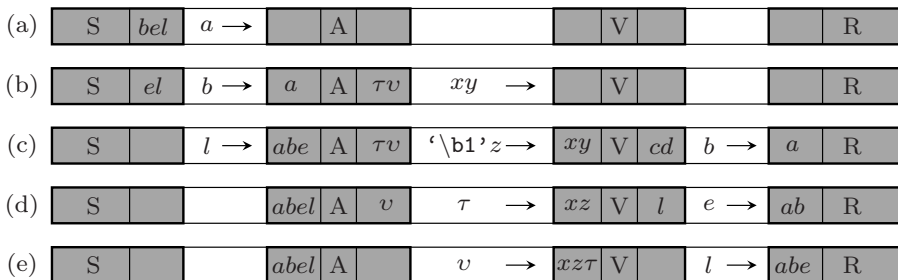 (a) S bel a → A V R
(b) S el b → a A τυ xy → V R
(c) S l → abe A τυ ‘\b1’z → xy V cd b → a R
(d) S abel A υ τ → xz V l e → ab R
(e) S abel A υ → xzτ V l → abe R